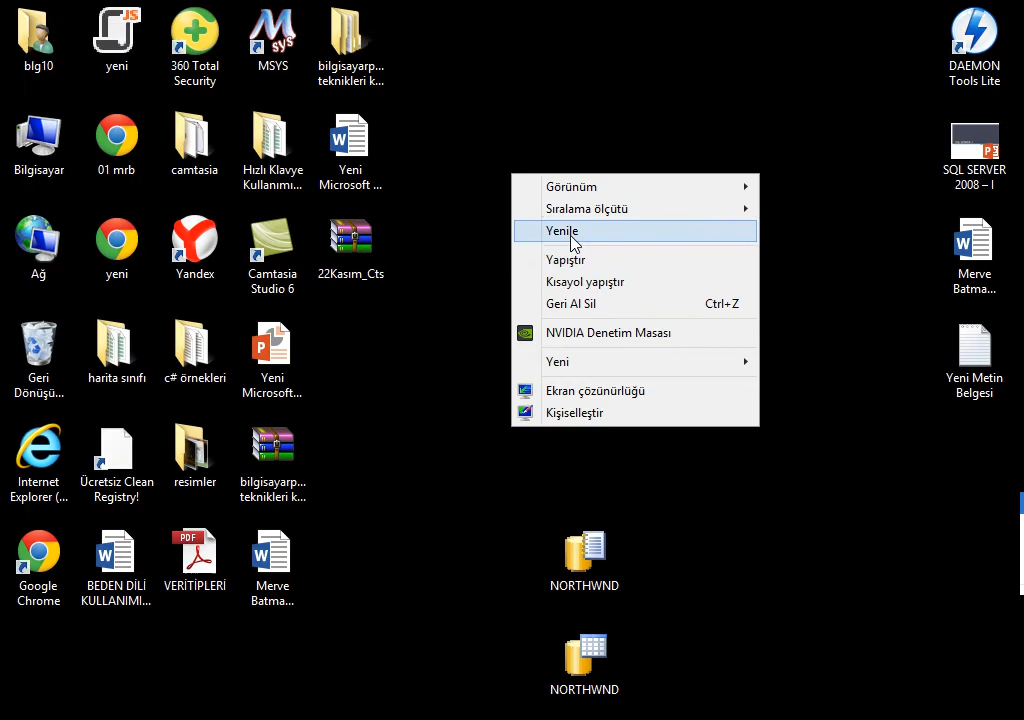 blg10
yeni
360 Total
Security
MSYS
bilgisayarp...
teknikleri k...
DAEMON
Tools Lite
Bilgisayar
01 mrb
camtasia
Hızlı Klavye
Kullanımı...
Yeni
Microsoft ...
SQL SERVER
2008 – I
Ağ
yeni
Yandex
Camtasia
Studio 6
22Kasım_Cts
Merve
Batma...
Geri
Dönüşü...
harita sınıfı
c# örnekleri
Yeni
Microsoft...
Yeni Metin
Belgesi
Internet
Explorer (...
Ücretsiz Clean
Registry!
resimler
bilgisayarp...
teknikleri k...
Google
Chrome
BEDEN DİLİ
KULLANIMI...
PDF
VERİTİPLERİ
Merve
Batma...
NORTHWND
NORTHWND
Görünüm
Sıralama ölçütü
Yenile
Yapıştır
Kısayol yapıştır
Geri Al Sil Ctrl+Z
NVIDIA Denetim Masası
Yeni
Ekran çözünürlüğü
Kişiselleştir